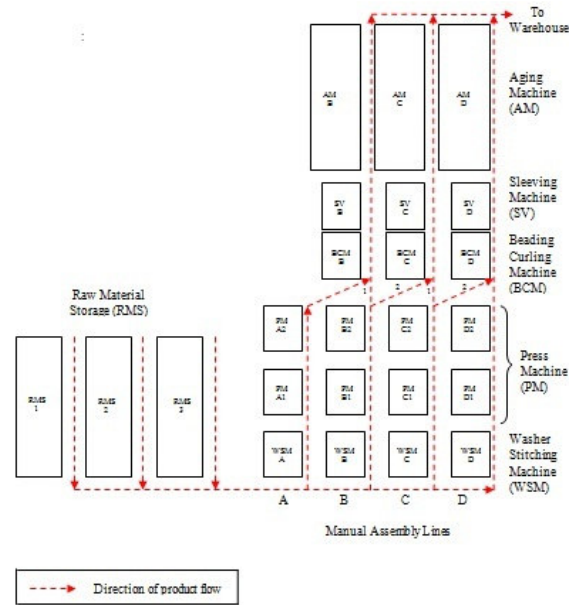 To
Warehouse
:
AM
B
AM
C
AM
D
Aging
Machine
(AM)
SV
B
SV
C
SV
D
Sleeving
Machine
(SV)
BCM
B
BCM
C
BCM
D
Beading
Curling
Machine
(BCM)
1
2
1
2
Raw Material
Storage (RMS)
PM
A2
PM
B2
PM
C2
PM
D2
Press
Machine
(PM)
RMS
1
RMS
2
RMS
3
PM
A1
PM
B1
PM
C1
PM
D1
WSM
A
WSM
B
WSM
C
WSM
D
Washer
Stitching
Machine
(WSM)
A B C D
Manual Assembly Lines
Direction of product flow